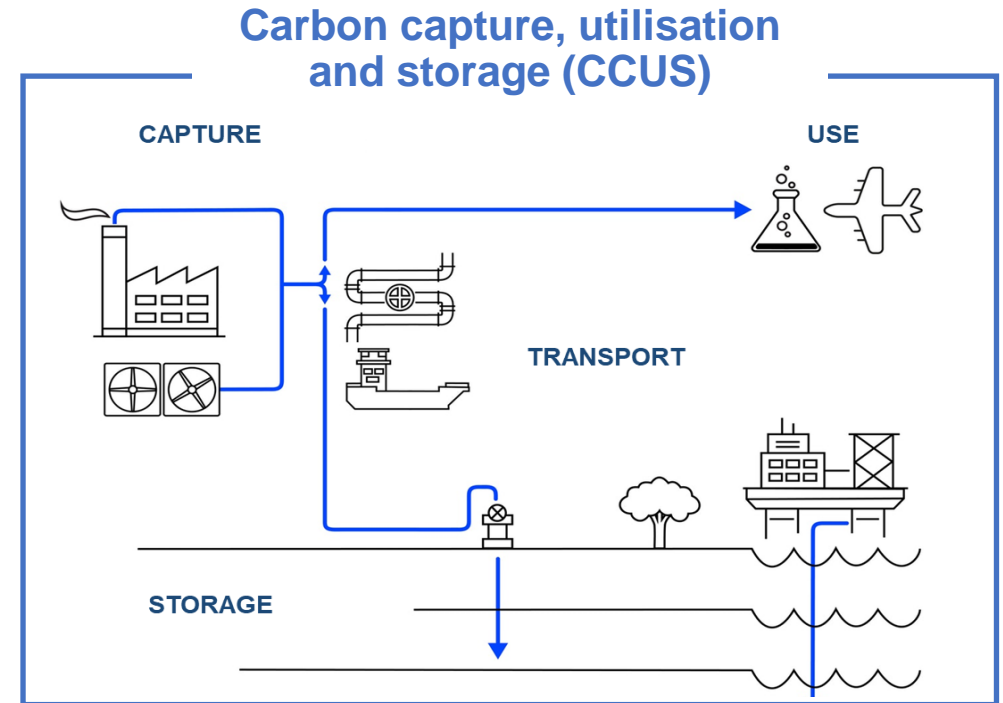 Carbon capture, utilisation
and storage (CCUS)
CAPTURE
USE
TRANSPORT
STORAGE